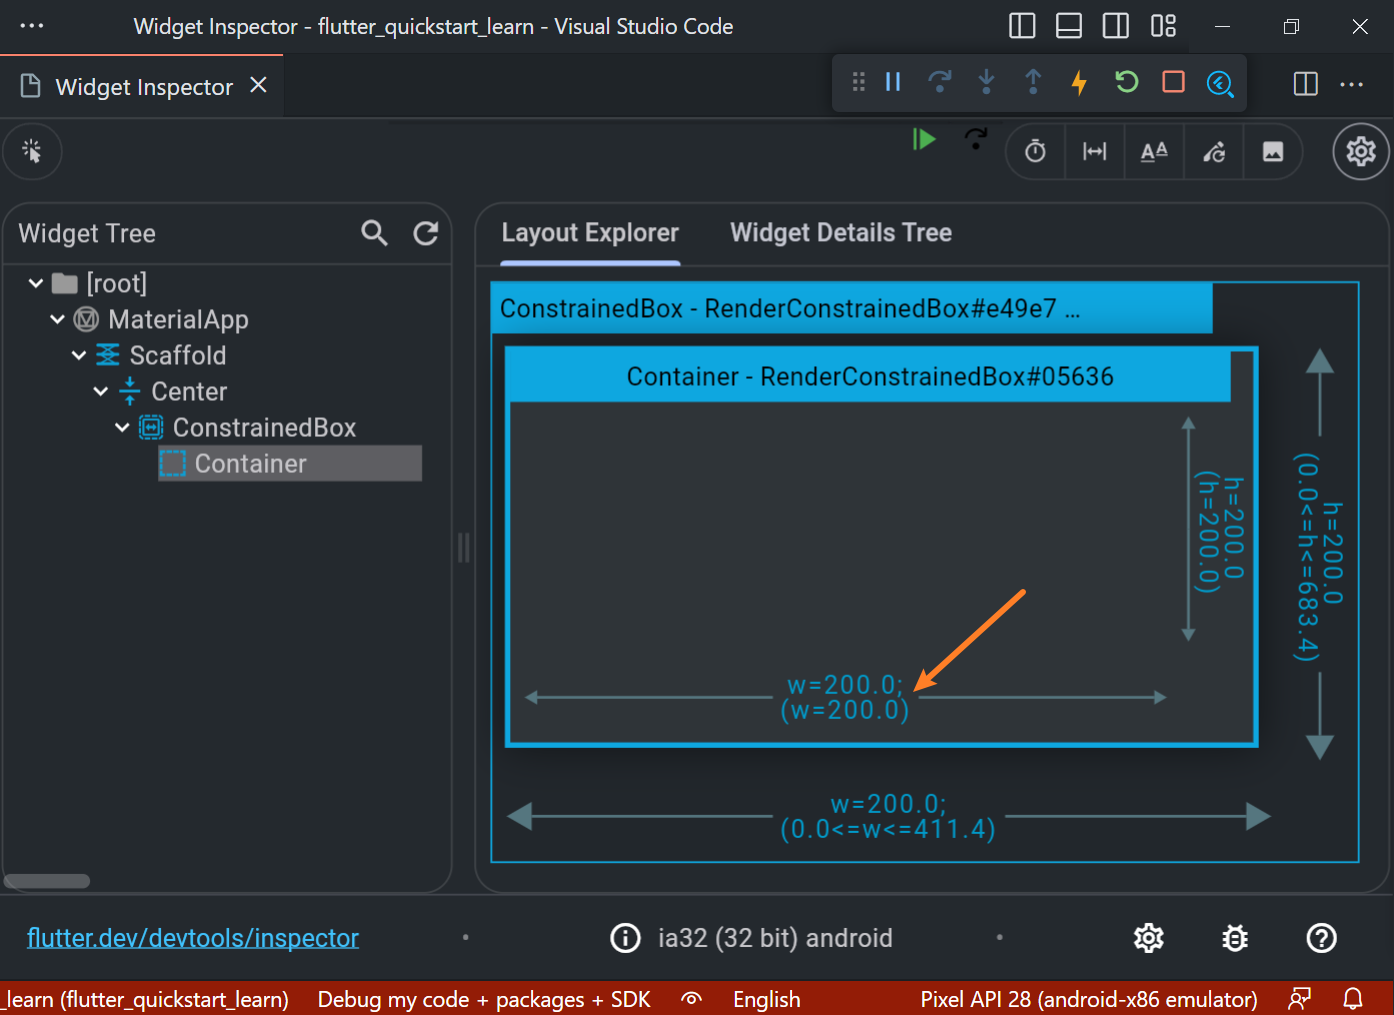 Widget Inspector - flutter_quickstart_learn - Visual Studio Code
Widget Inspector
Widget Tree
[root]
MaterialApp
Scaffold
Center
ConstrainedBox
Container
Layout Explorer
Widget Details Tree
ConstrainedBox - RenderConstrainedBox#e49e7 ...
Container - RenderConstrainedBox#05636
h=200.0
(h=200.0)
w=200.0;
(w=200.0)
h=200.0
(0.0<=h<=683.4)
w=200.0;
(0.0<=w<=411.4)
flutter.dev/devtools/inspector
ia32 (32 bit) android
_learn (flutter_quickstart_learn)
Debug my code + packages + SDK
English
Pixel API 28 (android-x86 emulator)